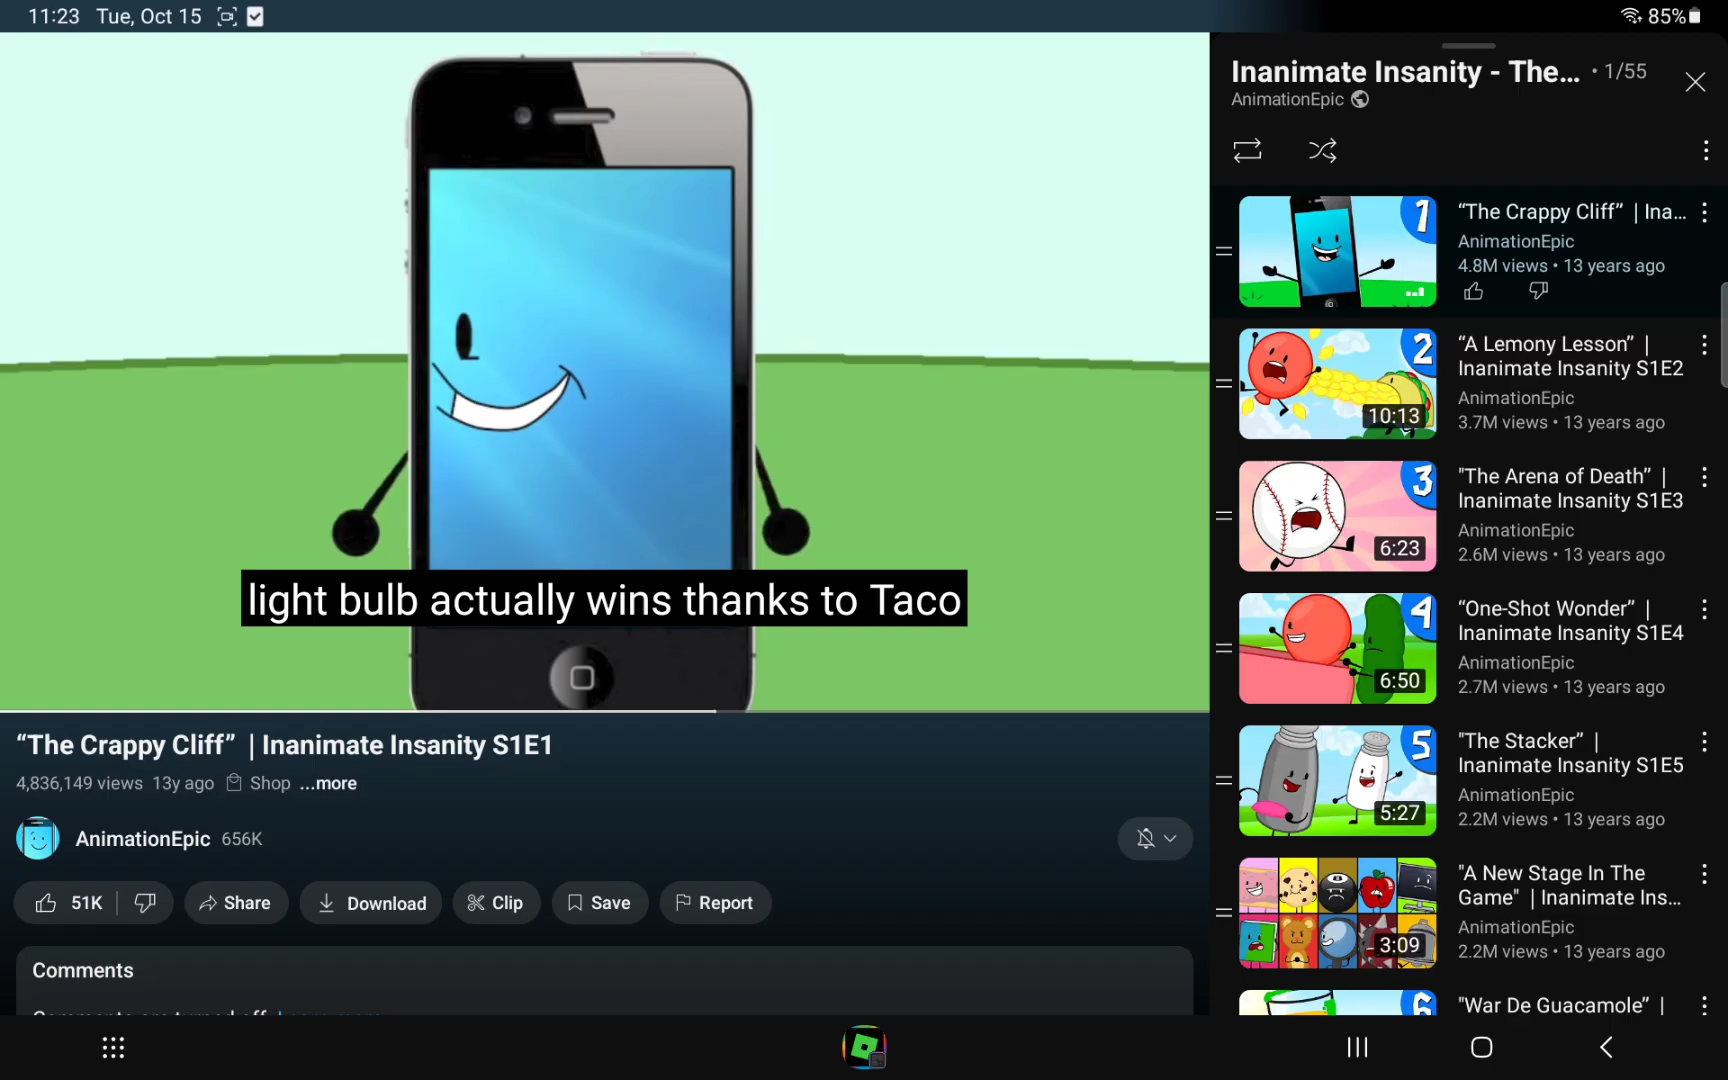 11:23 Tue, Oct 15
85%
light bulb actually wins thanks to Taco
“The Crappy Cliff” | Inanimate Insanity S1E1
4,836,149 views 13y ago Shop ...more
AnimationEpic 656K
51K Share Download Clip Save Report
Comments
Inanimate Insanity - The... • 1/55
AnimationEpic
1
“The Crappy Cliff” | Ina...
AnimationEpic
4.8M views • 13 years ago
2
10:13
“A Lemony Lesson” |
Inanimate Insanity S1E2
AnimationEpic
3.7M views • 13 years ago
3
6:23
"The Arena of Death” |
Inanimate Insanity S1E3
AnimationEpic
2.6M views • 13 years ago
4
6:50
“One-Shot Wonder” |
Inanimate Insanity S1E4
AnimationEpic
2.7M views • 13 years ago
5
5:27
"The Stacker” |
Inanimate Insanity S1E5
AnimationEpic
2.2M views • 13 years ago
3:09
"A New Stage In The
Game" | Inanimate Ins...
AnimationEpic
2.2M views • 13 years ago
6
"War De Guacamole” |